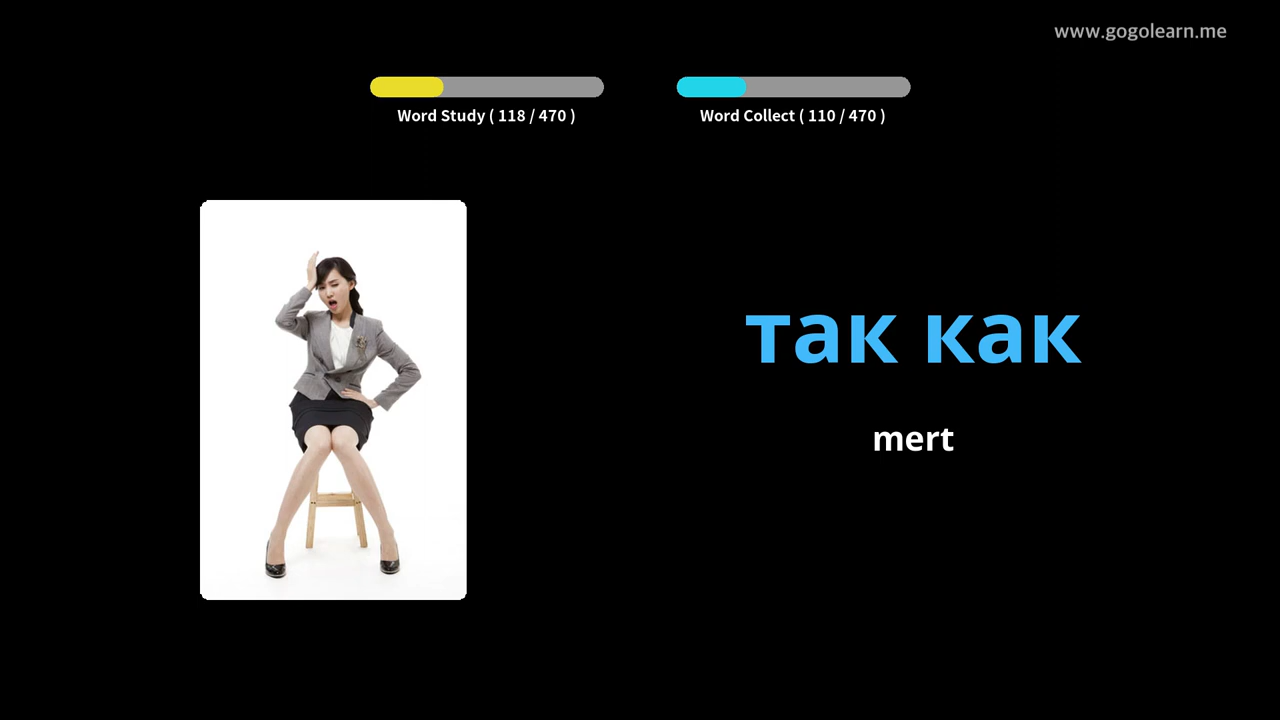 www.gogolearn.me
Word Study ( 118 / 470 )
Word Collect ( 110 / 470 )
так как
mert